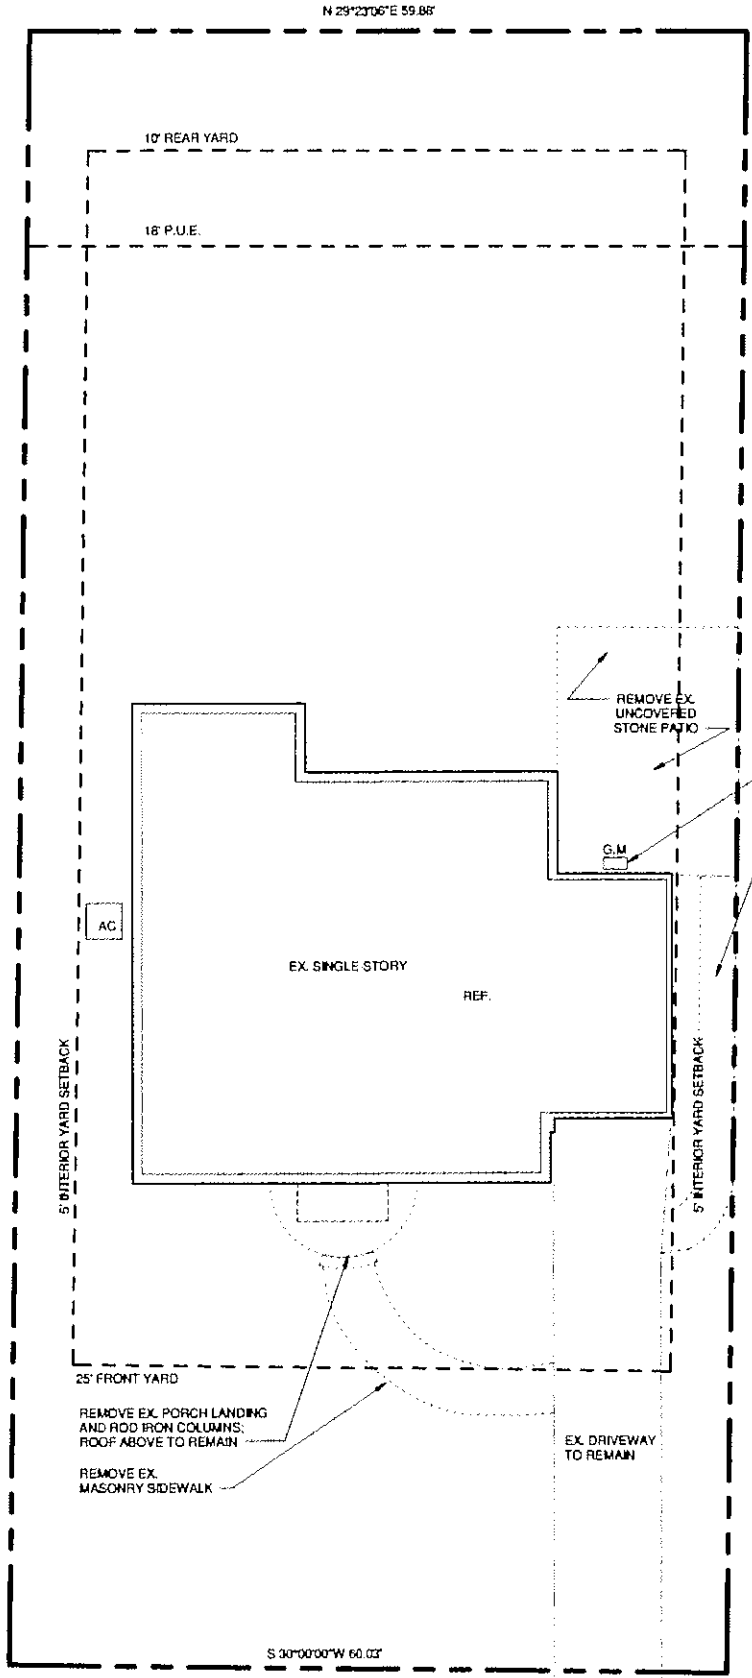 N 29°23'06"E 59.88'
10' REAR YARD
18' P.U.E.
REMOVE EX.
UNCOVERED
STONE PATIO
G.M
AC
EX. SINGLE STORY
REF.
5' INTERIOR YARD SETBACK
5' INTERIOR YARD SETBACK
25' FRONT YARD
REMOVE EX. PORCH LANDING
AND ROD IRON COLUMNS;
ROOF ABOVE TO REMAIN
REMOVE EX.
MASONRY SIDEWALK
EX. DRIVEWAY
TO REMAIN
S 30°00'00"W 60.03'